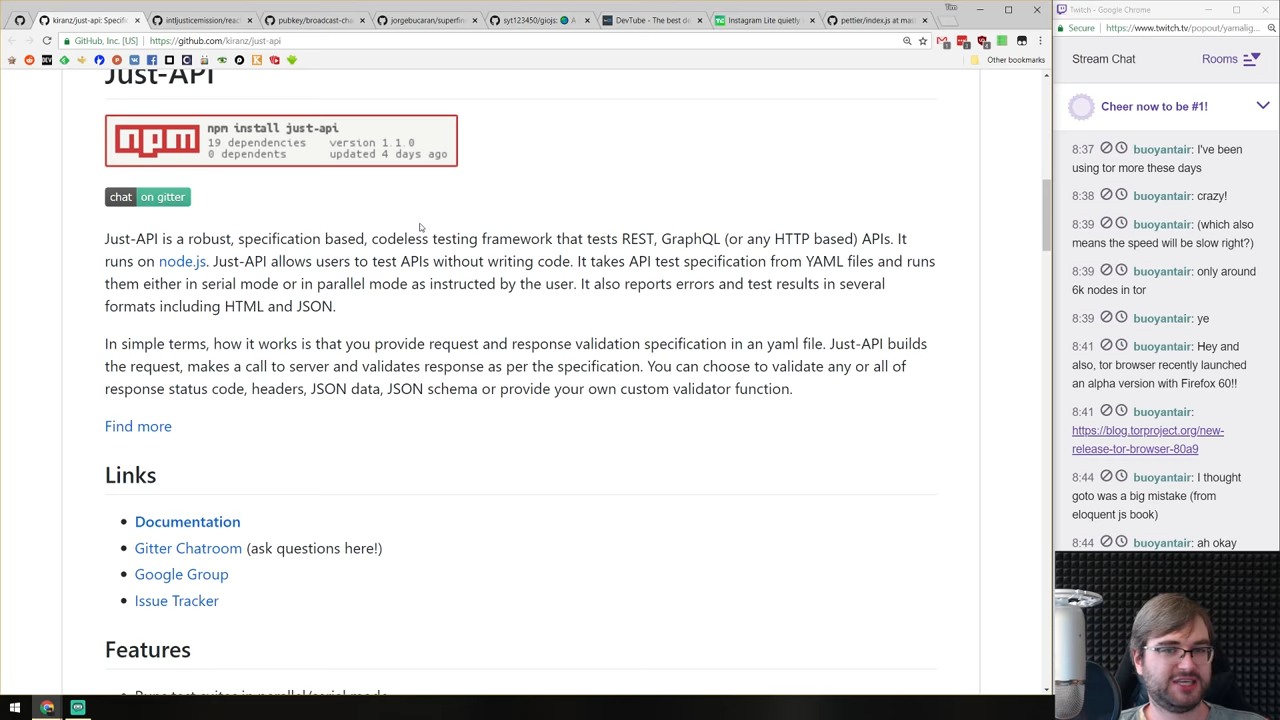 kiranz/just-api: Specifi
intljusticemission/reac
pubkey/broadcast-cha
jorgebucaran/superfin
syt123450/giojs:
DevTube - The best de
Instagram Lite quietly
pettier/index.js at mas
Tim
Twitch - Google Chrome
GitHub, Inc. [US]
https://github.com/kiranz/just-api
Secure
https://www.twitch.tv/popout/yamalig...
Other bookmarks
Just-API
npm
npm install just-api
19 dependencies version 1.1.0
0 dependents updated 4 days ago
chat on gitter
Just-API is a robust, specification based, codeless testing framework that tests REST, GraphQL (or any HTTP based) APIs. It
runs on node.js. Just-API allows users to test APIs without writing code. It takes API test specification from YAML files and runs
them either in serial mode or in parallel mode as instructed by the user. It also reports errors and test results in several
formats including HTML and JSON.
In simple terms, how it works is that you provide request and response validation specification in an yaml file. Just-API builds
the request, makes a call to server and validates response as per the specification. You can choose to validate any or all of
response status code, headers, JSON data, JSON schema or provide your own custom validator function.
Find more
Links
Documentation
Gitter Chatroom (ask questions here!)
Google Group
Issue Tracker
Features
Runs test suites in parallel/serial mode
Stream Chat
Rooms
Cheer now to be #1!
8:37 buoyantair: I've been
using tor more these days
8:38 buoyantair: crazy!
8:39 buoyantair: (which also
means the speed will be slow right?)
8:39 buoyantair: only around
6k nodes in tor
8:39 buoyantair: ye
8:41 buoyantair: Hey and
also, tor browser recently launched
an alpha version with Firefox 60!!
8:41 buoyantair:
https://blog.torproject.org/new-
release-tor-browser-80a9
8:44 buoyantair: I thought
goto was a big mistake (from
eloquent js book)
8:44 buoyantair: ah okay